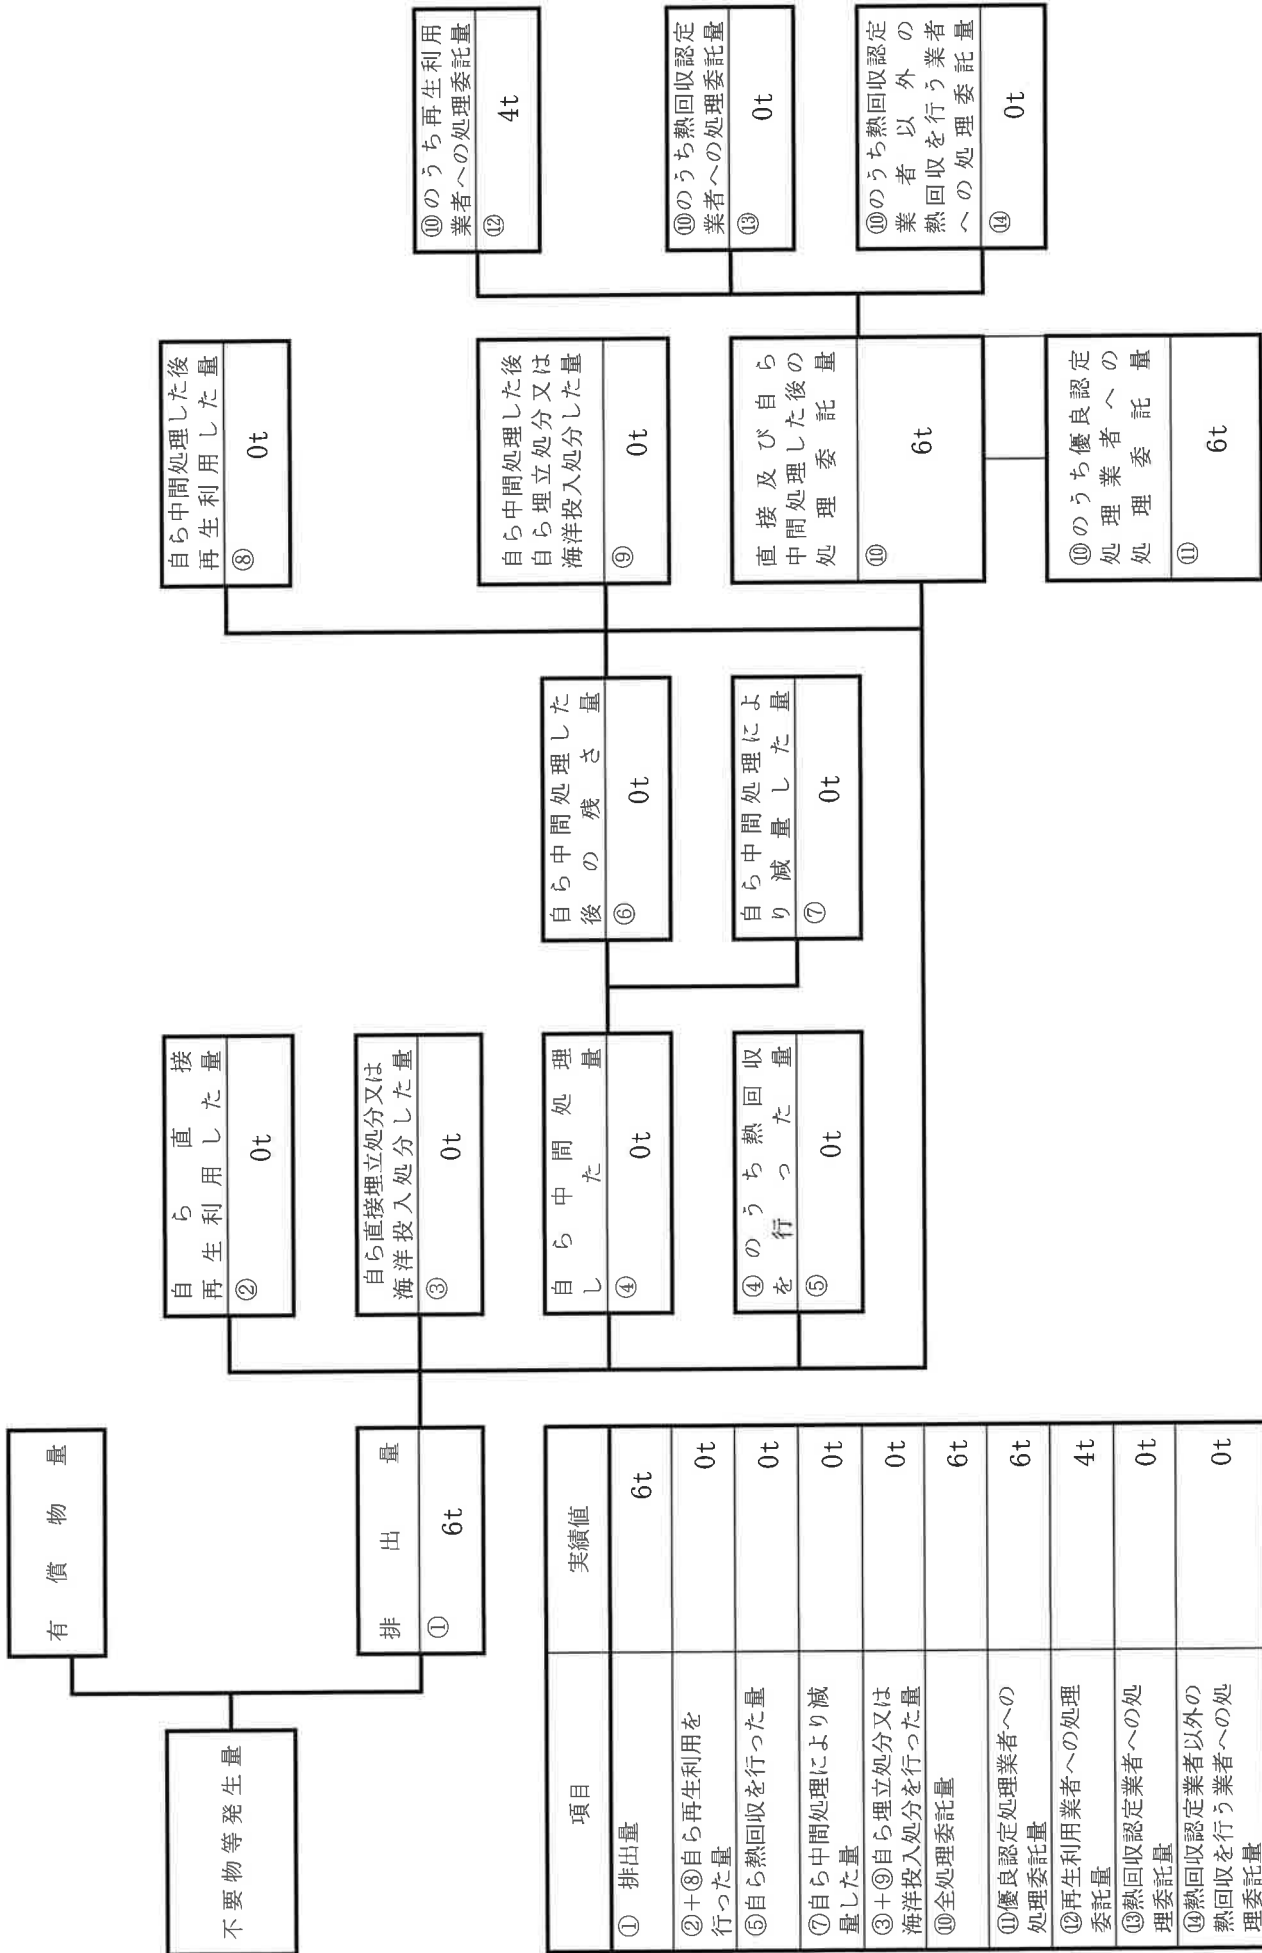 不要物等発生量
有償物量
排出量
① 6t
自ら直接
再生利用した量
② 0t
自ら直接埋立処分又は
海洋投入処分した量
③ 0t
自ら中間処理
した量
④ 0t
④のうち熱回収
を行った量
⑤ 0t
自ら中間処理した
後の残さ量
⑥ 0t
自ら中間処理によ
り減量した量
⑦ 0t
自ら中間処理した後
再生利用した量
⑧ 0t
自ら中間処理した後
自ら埋立処分又は
海洋投入処分した量
⑨ 0t
直接及び自ら
中間処理した後の
処理委託量
⑩ 6t
⑩のうち優良認定
処理業者への
処理委託量
⑪ 6t
⑩のうち再生利用
業者への処理委託量
⑫ 4t
⑩のうち熱回収認定
業者への処理委託量
⑬ 0t
⑩のうち熱回収認定
業者以外の
熱回収を行う業者
への処理委託量
⑭ 0t
項目 実績値
① 排出量 6t
②+⑧自ら再生利用を
行った量 0t
⑤自ら熱回収を行った量 0t
⑦自ら中間処理により減
量した量 0t
③+⑨自ら埋立処分又は
海洋投入処分を行った量 0t
⑩全処理委託量 6t
⑪優良認定処理業者への
処理委託量 6t
⑫再生利用業者への処理
委託量 4t
⑬熱回収認定業者への処
理委託量 0t
⑭熱回収認定業者以外の
熱回収を行う業者への処
理委託量 0t